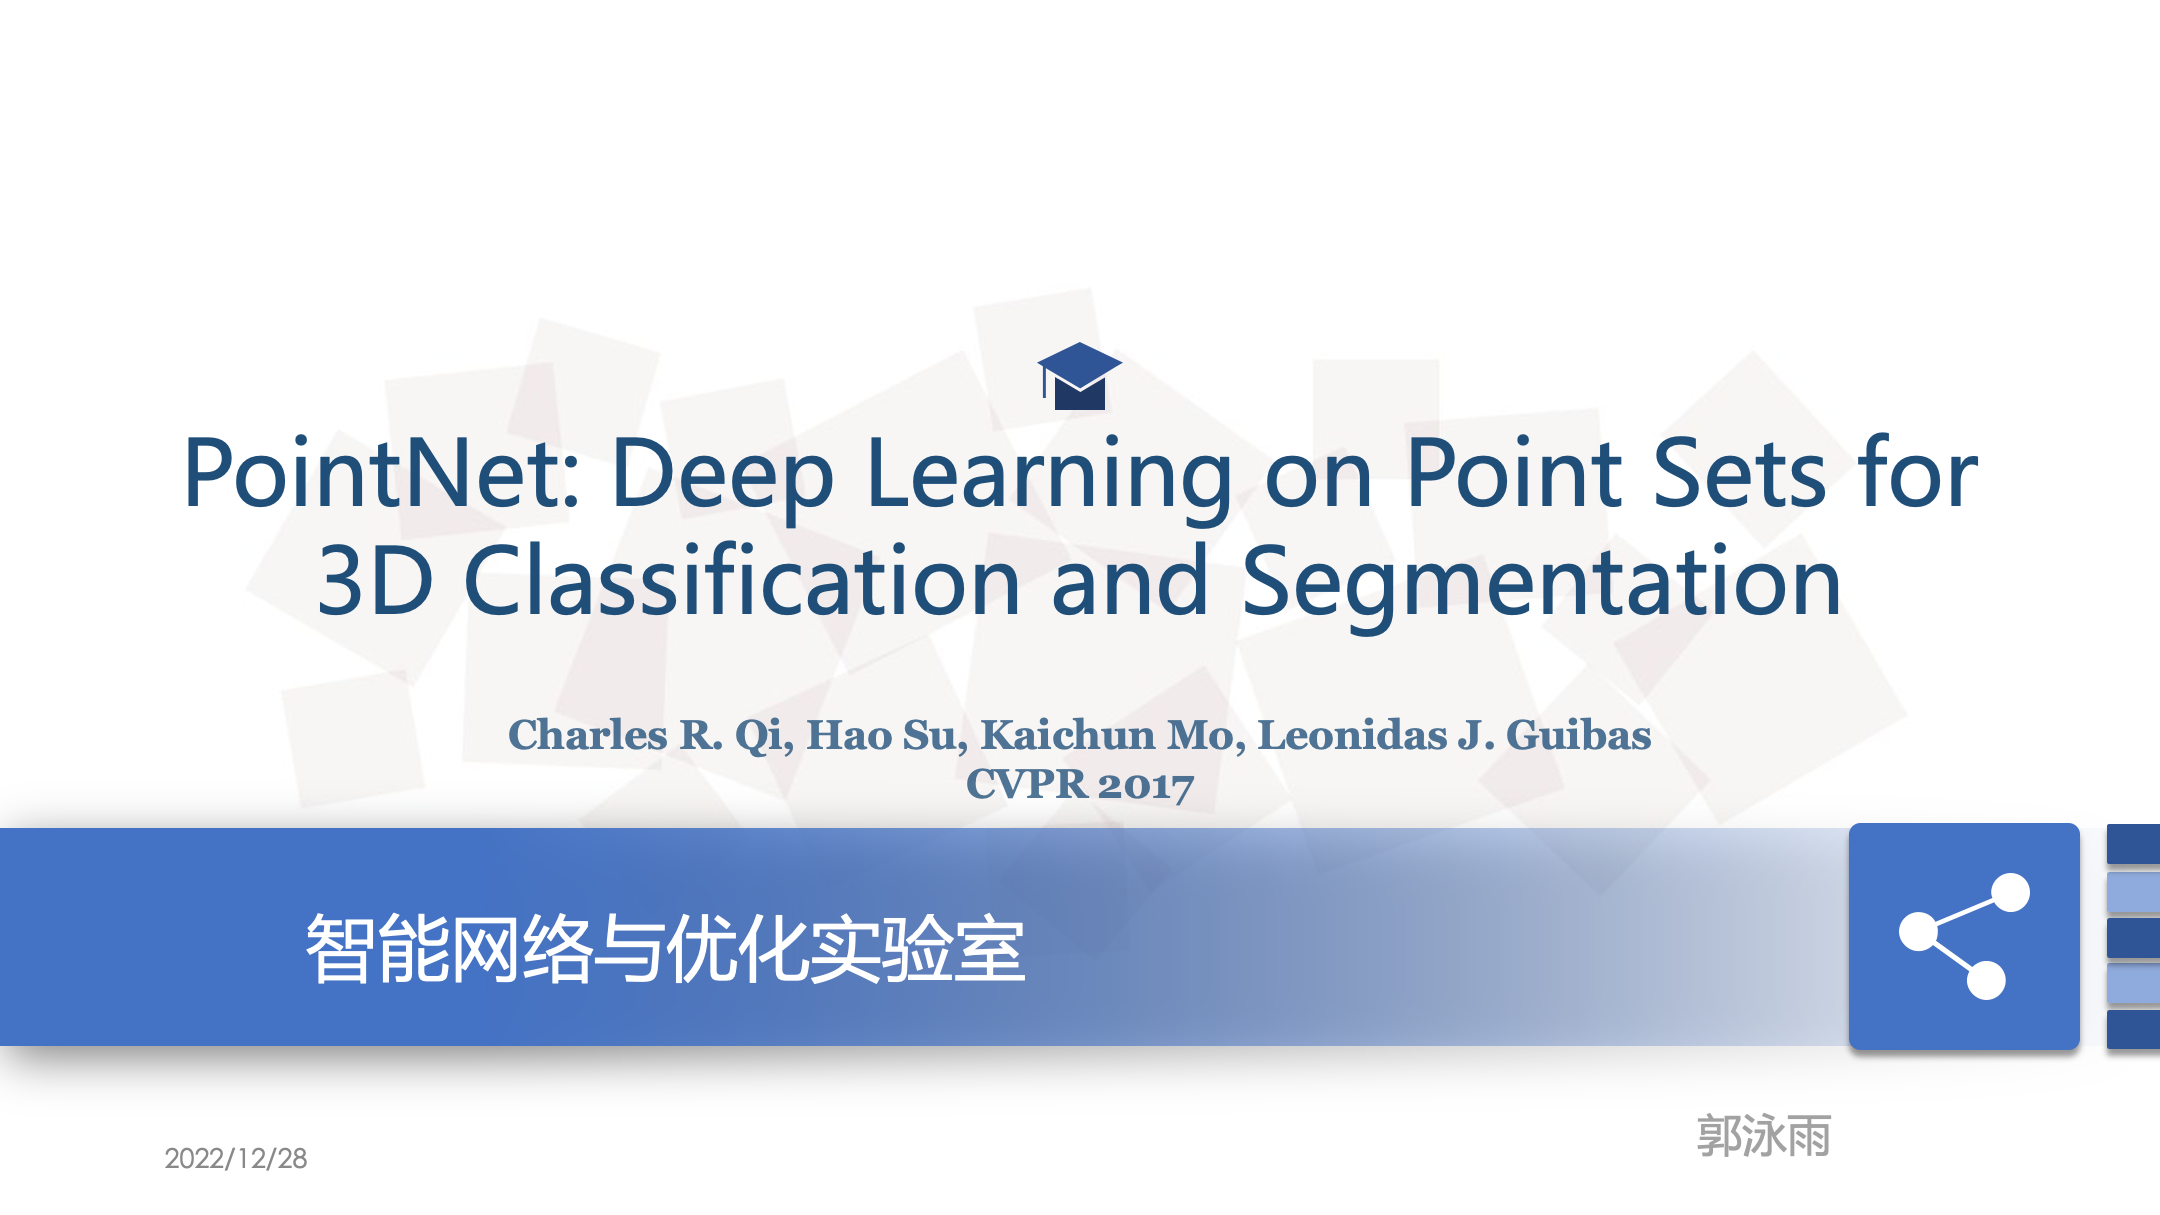 PointNet: Deep Learning on Point Sets for
3D Classification and Segmentation
Charles R. Qi, Hao Su, Kaichun Mo, Leonidas J. Guibas
CVPR 2017
智能网络与优化实验室
郭泳雨
2022/12/28